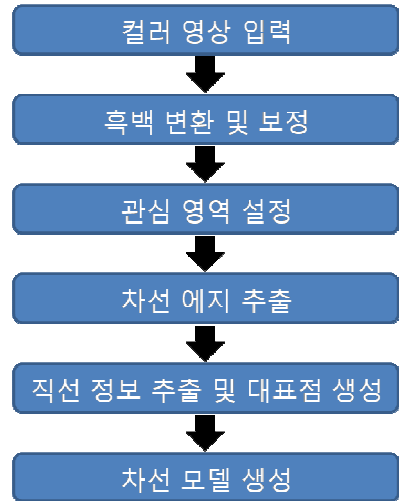 컬러 영상 입력
흑백 변환 및 보정
관심 영역 설정
차선 에지 추출
직선 정보 추출 및 대표점 생성
차선 모델 생성